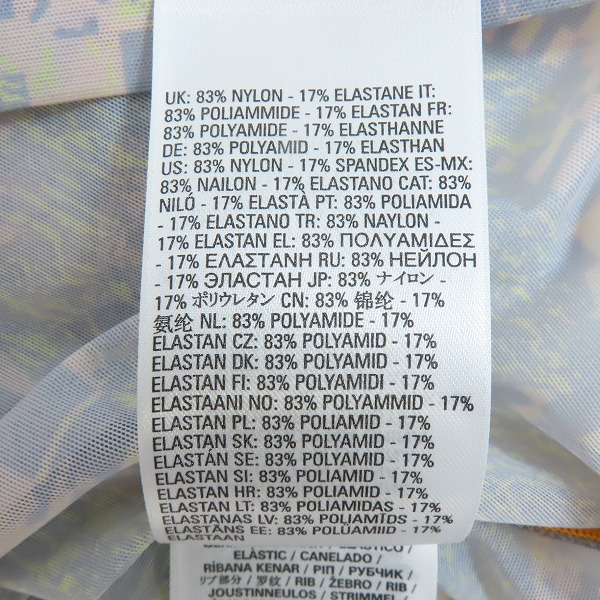 UK: 83% NYLON - 17% ELASTANE IT:
83% POLIAMMIDE - 17% ELASTAN FR:
83% POLYAMIDE - 17% ELASTHANNE
DE: 83% POLYAMID - 17% ELASTHAN
US: 83% NYLON - 17% SPANDEX ES-MX:
83% NAILON - 17% ELASTANO CAT: 83%
NILÓ - 17% ELASTÀ PT: 83% POLIAMIDA
- 17% ELASTANO TR: 83% NAYLON -
17% ELASTAN EL: 83% ΠΟΛΥΑΜΙΔΕΣ
- 17% ΕΛΑΣΤΑΝΗ RU: 83% НЕЙЛОН
- 17% ЭЛАСТАН JP: 83% ナイロン -
17% ポリウレタン CN: 83% 锦纶 - 17%
氨纶 NL: 83% POLYAMIDE - 17%
ELASTAN CZ: 83% POLYAMID - 17%
ELASTAN DK: 83% POLYAMID - 17%
ELASTAN FI: 83% POLYAMIDI - 17%
ELASTAANI NO: 83% POLYAMMID - 17%
ELASTAN PL: 83% POLIAMID - 17%
ELASTAN SK: 83% POLYAMID - 17%
ELASTÁN SE: 83% POLYAMID - 17%
ELASTAN SI: 83% POLIAMID - 17%
ELASTAN HR: 83% POLIAMID - 17%
ELASTAN LT: 83% POLIAMIDAS - 17%
ELASTANAS LV: 83% POLIAMĪDS - 17%
ELASTĀNS EE: 83% POLÜAMIID - 17%
ELASTAAN
ELÀSTIC / CANELADO /
RİBANA KENAR / ΡΙΠ / РУБЧИК /
リブ部分 / 罗纹 / RIB / ŽEBRO / RIB /
JOUSTINNEULOS / STRIMMEL /